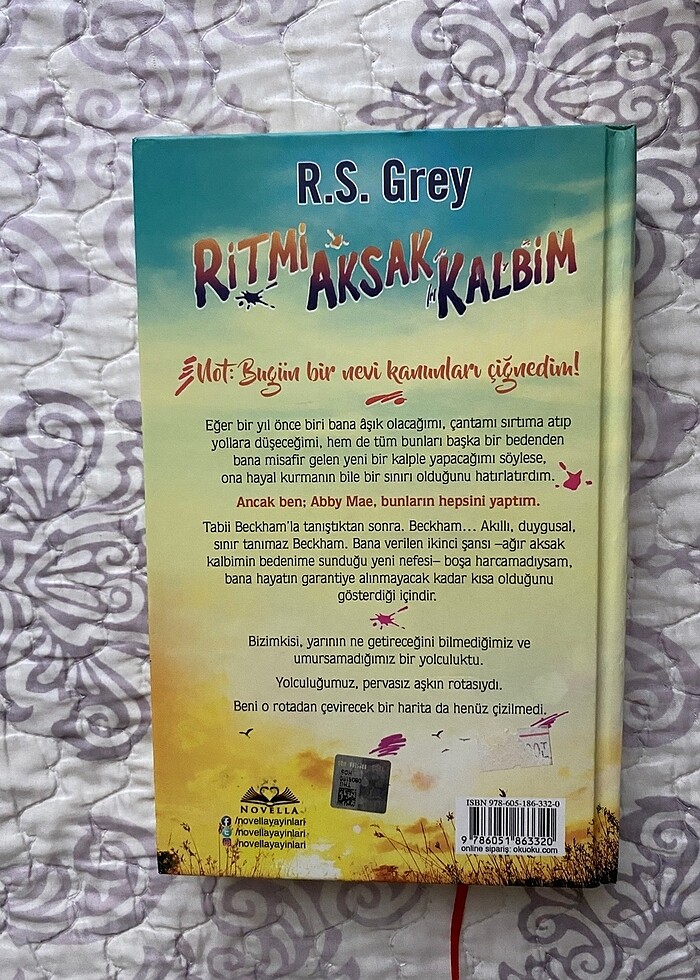 R.S. Grey
RİTMİ AKSAK KALBİM
Not: Bugün bir nevi kanunları çiğnedim!
Eğer bir yıl önce biri bana âşık olacağımı, çantamı sırtıma atıp
yollara düşeceğimi, hem de tüm bunları başka bir bedenden
bana misafir gelen yeni bir kalple yapacağımı söylese,
ona hayal kurmanın bile bir sınırı olduğunu hatırlatırdım.
Ancak ben; Abby Mae, bunların hepsini yaptım.
Tabii Beckham'la tanıştıktan sonra. Beckham... Akıllı, duygusal,
sınır tanımaz Beckham. Bana verilen ikinci şansı –ağır aksak
kalbimin bedenime sunduğu yeni nefesi– boşa harcamadıysam,
bana hayatın garantiye alınmayacak kadar kısa olduğunu
gösterdiği içindir.
Bizimkisi, yarının ne getireceğini bilmediğimiz ve
umursamadığımız bir yolculuktu.
Yolculuğumuz, pervasız aşkın rotasıydı.
Beni o rotadan çevirecek bir harita da henüz çizilmedi.
NOVELLA
/novellayayinlari
/novellayayinlari
/novellayayinlari
ISBN 978-605-186-332-0
9 786051 863320
online sipariş: okuoku.com